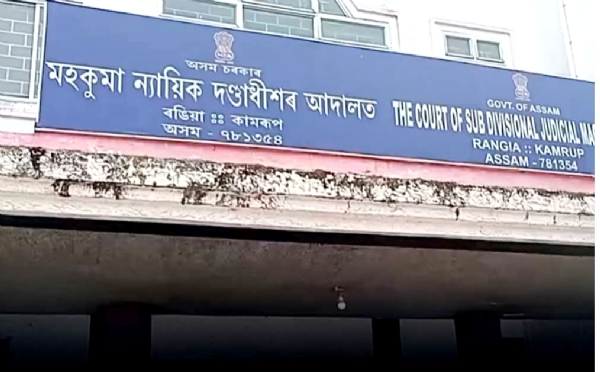 অসম চৰকাৰ
মহকুমা ন্যায়িক দণ্ডাধীশৰ আদালত
ৰঙিয়া :: কামৰূপ
অসম - ৭৮১৩৫৪
GOVT. OF ASSAM
THE COURT OF SUB DIVISIONAL JUDICIAL
RANGIA :: KAMRUP
ASSAM - 781354